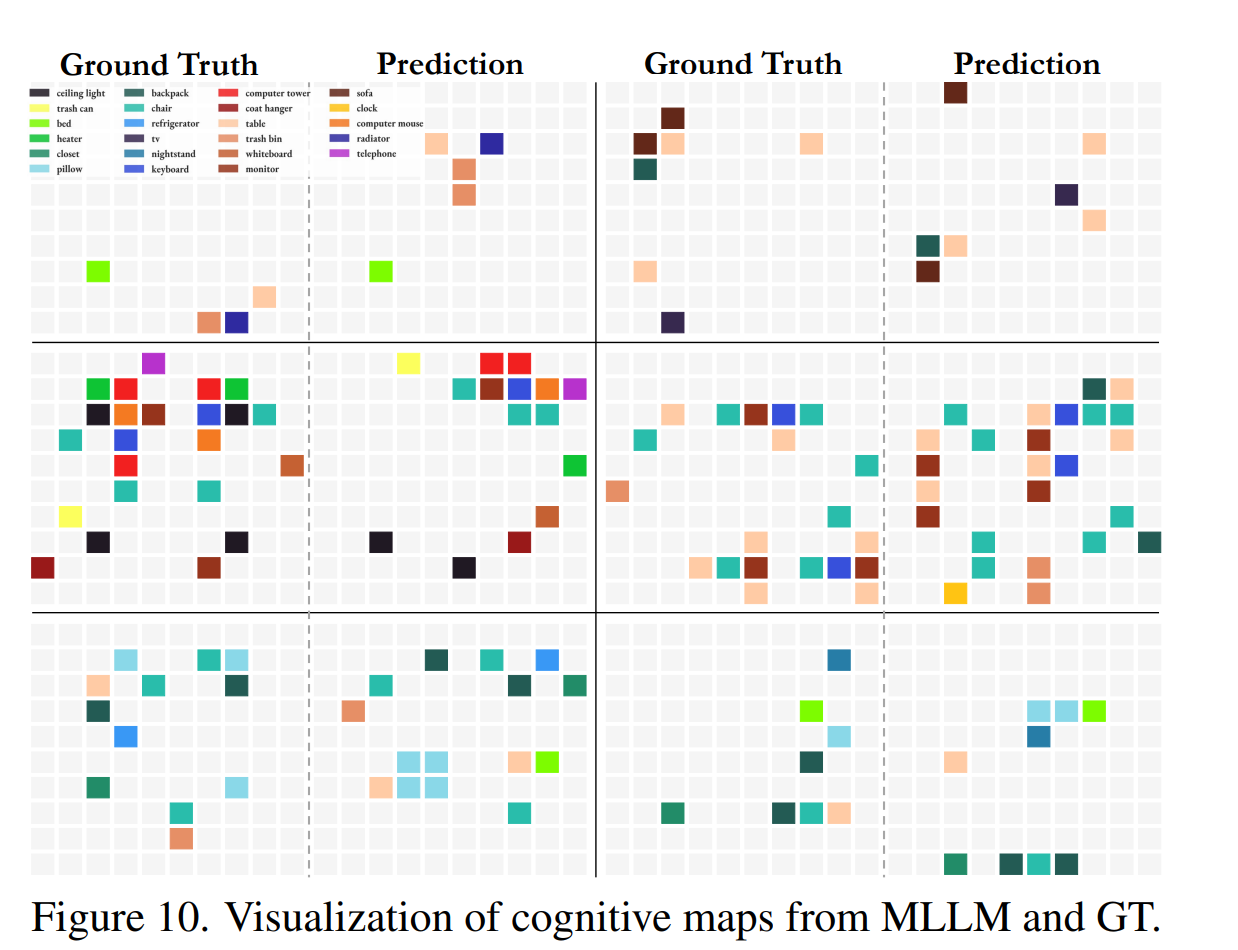 Ground Truth Prediction Ground Truth Prediction
ceiling light backpack computer tower sofa
trash can chair coat hanger clock
bed refrigerator table computer mouse
heater tv trash bin radiator
closet nightstand whiteboard telephone
pillow keyboard monitor
Figure 10. Visualization of cognitive maps from MLLM and GT.